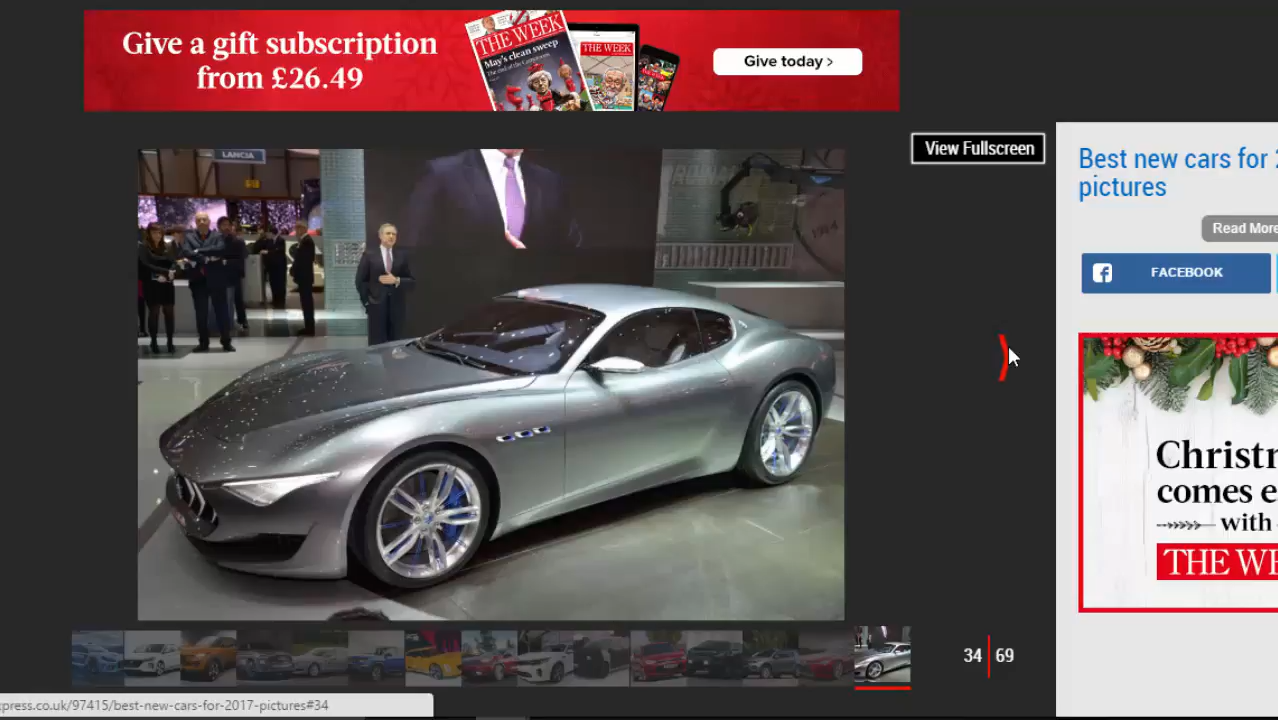 Give a gift subscription
from £26.49
THE WEEK
May's clean sweep
THE WEEK
Give today >
View Fullscreen
LANCIA
Best new cars for 2
pictures
Read More
FACEBOOK
Christm
comes e
with
THE WE
34 69
press.co.uk/97415/best-new-cars-for-2017-pictures#34